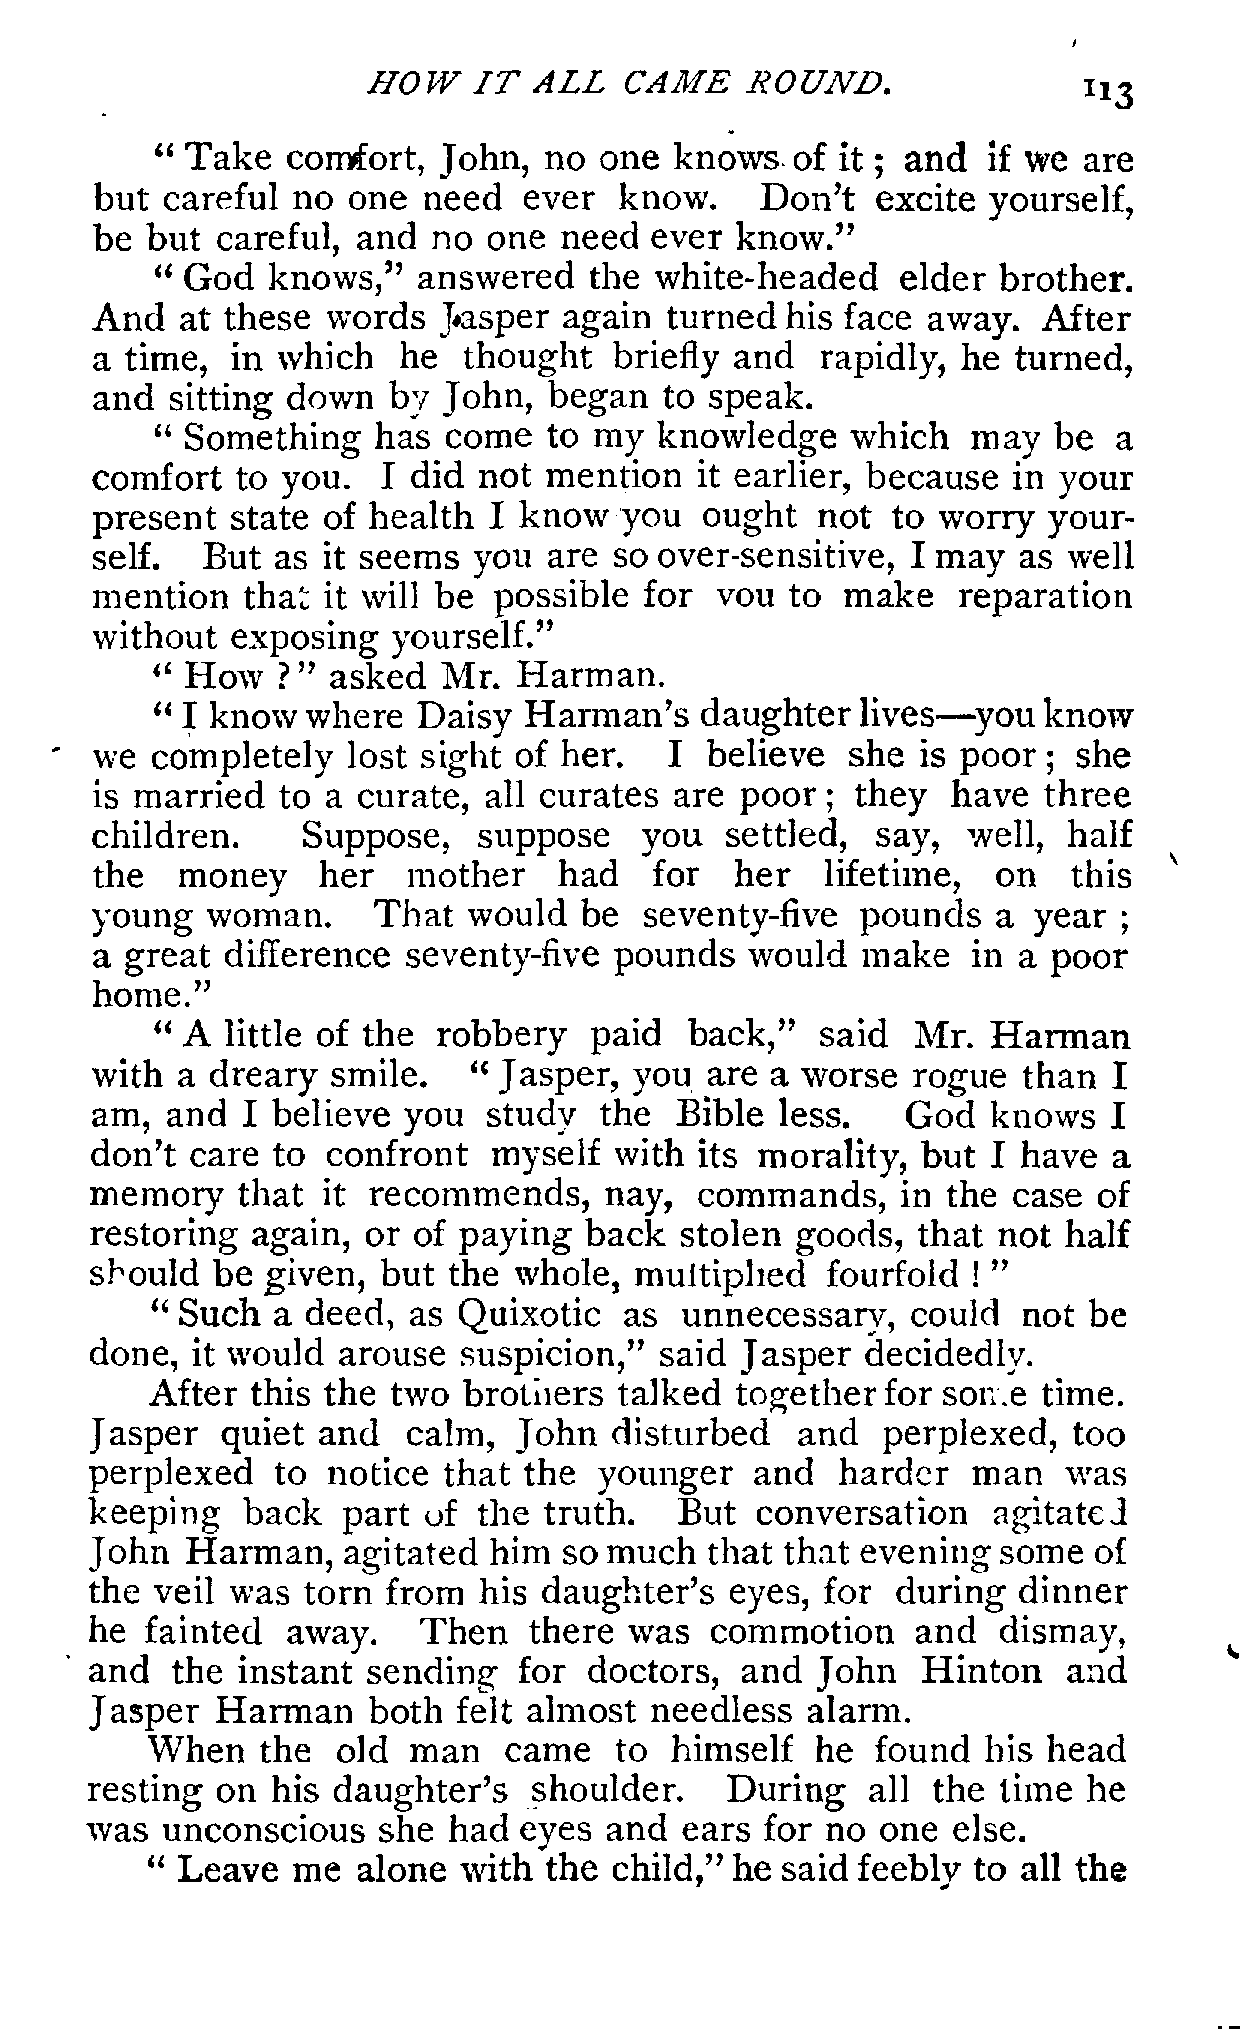 HOW IT ALL CAME ROUND. 113
“ Take comfort, John, no one knows of it ; and if we are
but careful no one need ever know. Don't excite yourself,
be but careful, and no one need ever know.”
“ God knows,” answered the white-headed elder brother.
And at these words Jasper again turned his face away. After
a time, in which he thought briefly and rapidly, he turned,
and sitting down by John, began to speak.
“ Something has come to my knowledge which may be a
comfort to you. I did not mention it earlier, because in your
present state of health I know you ought not to worry your-
self. But as it seems you are so over-sensitive, I may as well
mention that it will be possible for you to make reparation
without exposing yourself.”
“ How ? ” asked Mr. Harman.
“ I know where Daisy Harman's daughter lives—you know
we completely lost sight of her. I believe she is poor ; she
is married to a curate, all curates are poor ; they have three
children. Suppose, suppose you settled, say, well, half
the money her mother had for her lifetime, on this
young woman. That would be seventy-five pounds a year ;
a great difference seventy-five pounds would make in a poor
home.”
“ A little of the robbery paid back,” said Mr. Harman
with a dreary smile. “ Jasper, you are a worse rogue than I
am, and I believe you study the Bible less. God knows I
don't care to confront myself with its morality, but I have a
memory that it recommends, nay, commands, in the case of
restoring again, or of paying back stolen goods, that not half
should be given, but the whole, multiplied fourfold ! ”
“ Such a deed, as Quixotic as unnecessary, could not be
done, it would arouse suspicion,” said Jasper decidedly.
After this the two brothers talked together for some time.
Jasper quiet and calm, John disturbed and perplexed, too
perplexed to notice that the younger and harder man was
keeping back part of the truth. But conversation agitated
John Harman, agitated him so much that that evening some of
the veil was torn from his daughter's eyes, for during dinner
he fainted away. Then there was commotion and dismay,
and the instant sending for doctors, and John Hinton and
Jasper Harman both felt almost needless alarm.
When the old man came to himself he found his head
resting on his daughter's shoulder. During all the time he
was unconscious she had eyes and ears for no one else.
“ Leave me alone with the child,” he said feebly to all the